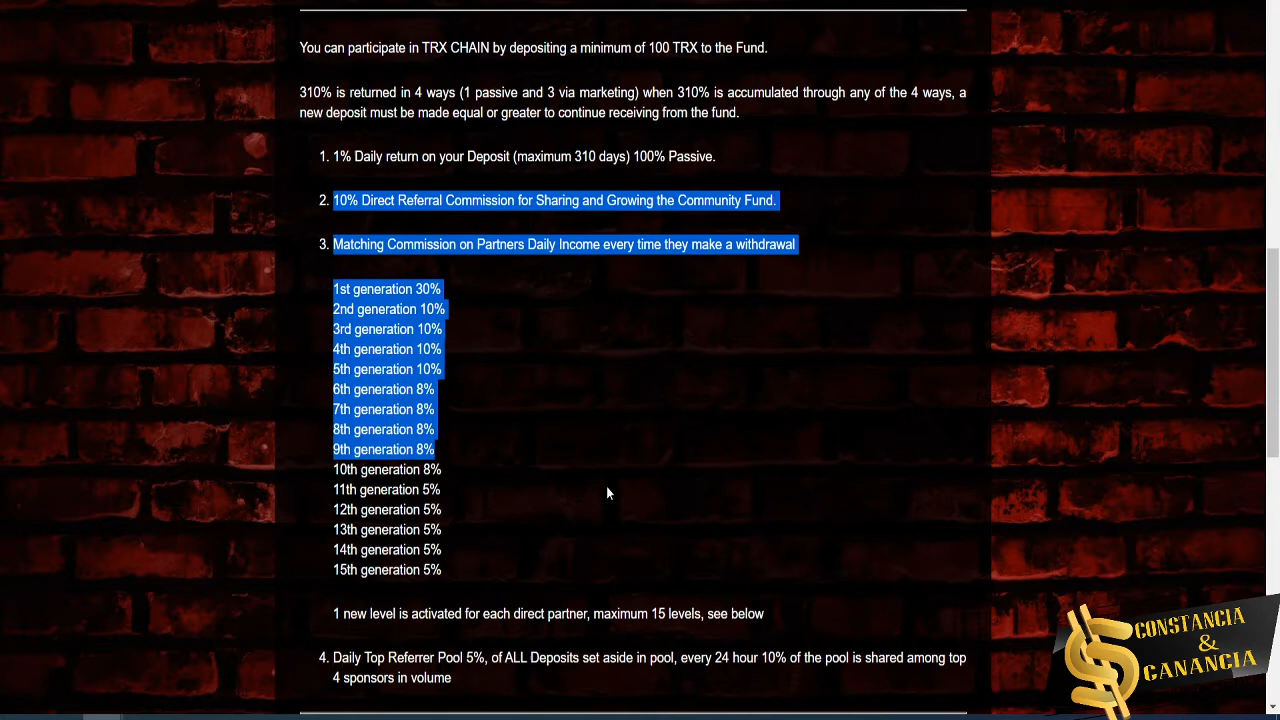 You can participate in TRX CHAIN by depositing a minimum of 100 TRX to the Fund.
310% is returned in 4 ways (1 passive and 3 via marketing) when 310% is accumulated through any of the 4 ways, a
new deposit must be made equal or greater to continue receiving from the fund.
1. 1% Daily return on your Deposit (maximum 310 days) 100% Passive.
2. 10% Direct Referral Commission for Sharing and Growing the Community Fund.
3. Matching Commission on Partners Daily Income every time they make a withdrawal
1st generation 30%
2nd generation 10%
3rd generation 10%
4th generation 10%
5th generation 10%
6th generation 8%
7th generation 8%
8th generation 8%
9th generation 8%
10th generation 8%
11th generation 5%
12th generation 5%
13th generation 5%
14th generation 5%
15th generation 5%
1 new level is activated for each direct partner, maximum 15 levels, see below
4. Daily Top Referrer Pool 5%, of ALL Deposits set aside in pool, every 24 hour 10% of the pool is shared among top
4 sponsors in volume
CONSTANCIA
&
GANANCIA